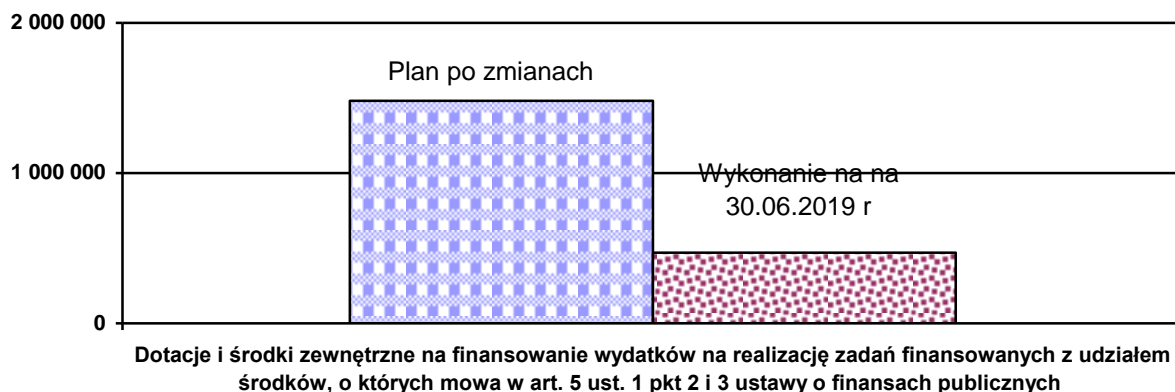 2 000 000
Plan po zmianach
1 000 000
Wykonanie na na
30.06.2019 r
0
Dotacje i środki zewnętrzne na finansowanie wydatków na realizację zadań finansowanych z udziałem
środków, o których mowa w art. 5 ust. 1 pkt 2 i 3 ustawy o finansach publicznych